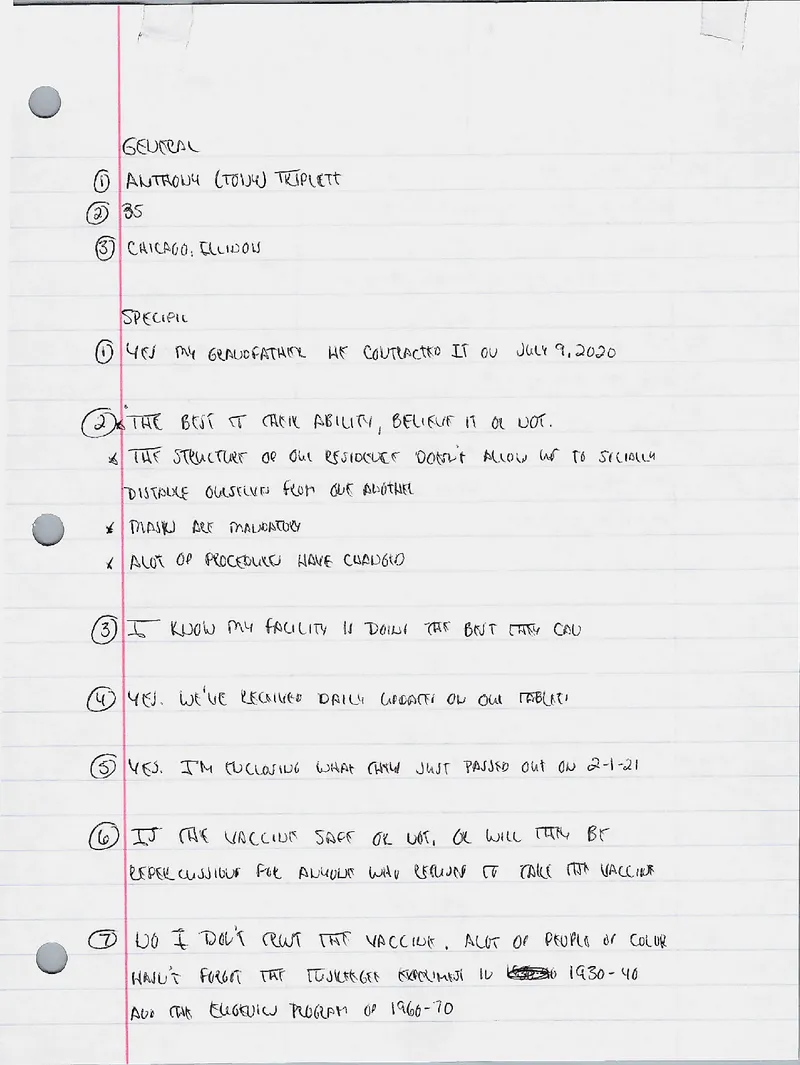 GENERAL
① ANTHONY (TONY) TRIPLETT
② 35
③ CHICAGO, ILLINOIS
SPECIFIC
① YES MY GRANDFATHER HE CONTRACTED IT ON JULY 9, 2020
② * THE BEST IT THEIR ABILITY, BELIEVE IT OR NOT.
* THE STRUCTURE OF OUR RESIDENCE DOESN'T ALLOW US TO SOCIALLY
DISTANCE OURSELVES FROM ONE ANOTHER
* MASKS ARE MANDATORY
* ALOT OF PROCEDURES HAVE CHANGED
③ I KNOW MY FACILITY IS DOING THE BEST THEY CAN
④ YES. WE'VE RECEIVED DAILY UPDATES ON OUR TABLETS
⑤ YES. I'M ENCLOSING WHAT THEY JUST PASSED OUT ON 2-1-21
⑥ IS THE VACCINE SAFE OR NOT, OR WILL THEY BE
REPERCUSSIONS FOR ANYONE WHO REFUSES TO TAKE THE VACCINE
⑦ NO I DON'T TRUST THE VACCINE. ALOT OF PEOPLE OF COLOR
HASN'T FORGOT THE TUSKEEGEE EXPERIMENT IN 1930-40
AND THE EUGENICS PROGRAM OF 1960-70